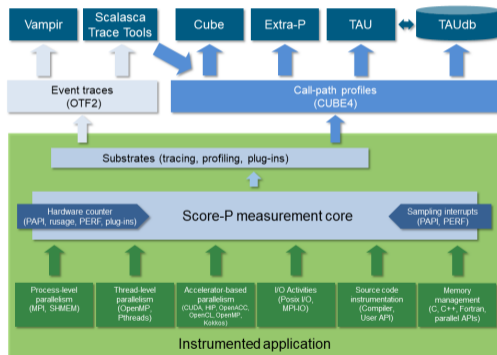 Vampir
Scalasca
Trace Tools
Cube
Extra-P
TAU
TAUdb
Event traces
(OTF2)
Call-path profiles
(CUBE4)
Substrates (tracing, profiling, plug-ins)
Hardware counter
(PAPI, rusage, PERF, plug-ins)
Score-P measurement core
Sampling interrupts
(PAPI, PERF)
Process-level
parallelism
(MPI, SHMEM)
Thread-level
parallelism
(OpenMP,
Pthreads)
Accelerator-based
parallelism
(CUDA, HIP, OpenACC,
OpenCL, OpenMP,
Kokkos)
I/O Activities
(Posix I/O,
MPI-IO)
Source code
instrumentation
(Compiler,
User API)
Memory
management
(C, C++, Fortran,
parallel APIs)
Instrumented application